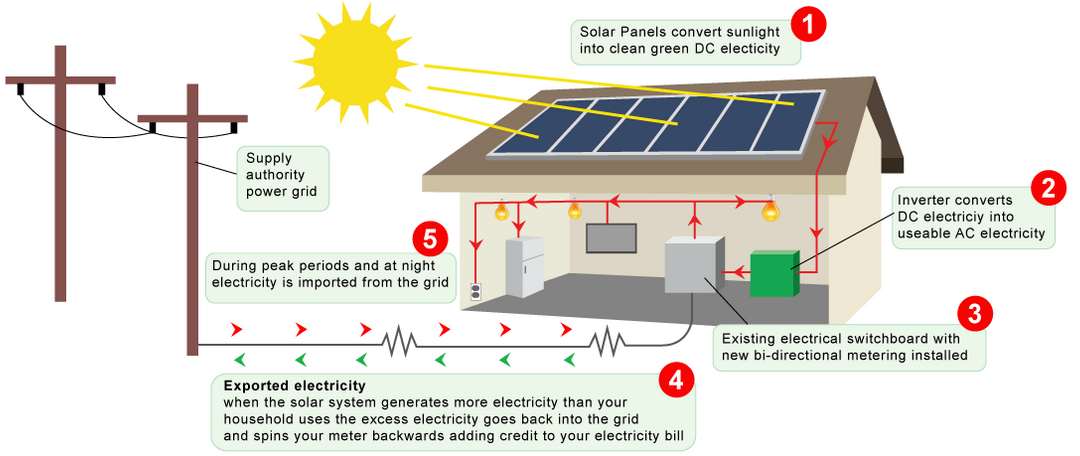 1
Solar Panels convert sunlight
into clean green DC electicity
Supply
authority
power grid
2
Inverter converts
DC electriciy into
useable AC electricity
5
During peak periods and at night
electricity is imported from the grid
3
Existing electrical switchboard with
new bi-directional metering installed
4
Exported electricity
when the solar system generates more electricity than your
household uses the excess electricity goes back into the grid
and spins your meter backwards adding credit to your electricity bill